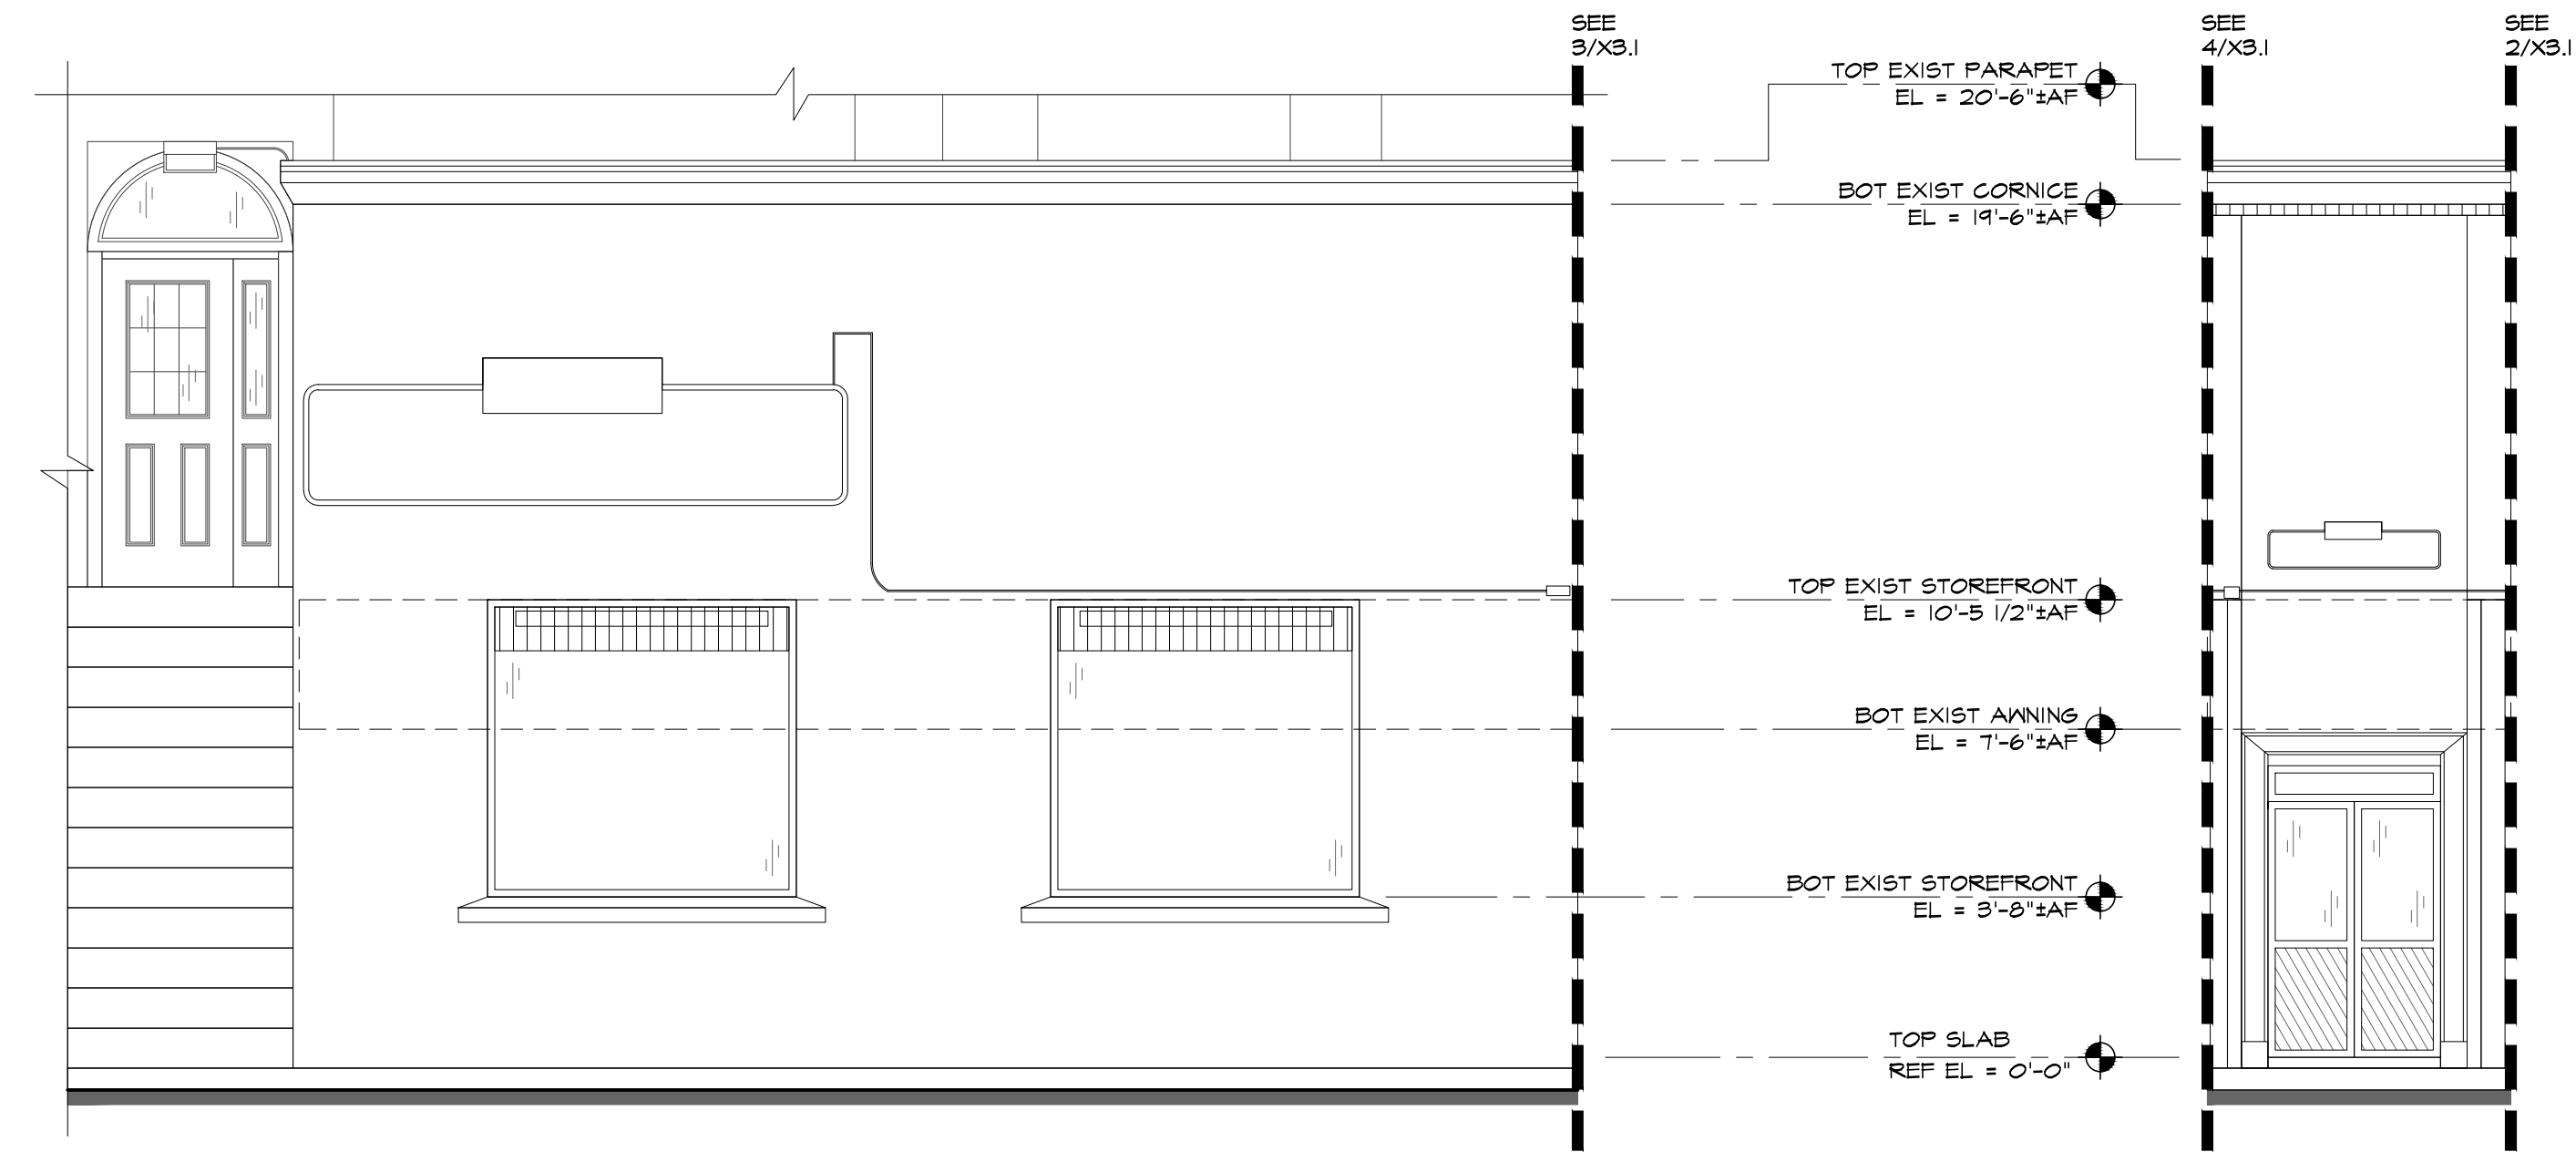 SEE
3/X3.1
SEE
4/X3.1
SEE
2/X3.1
TOP EXIST PARAPET
EL = 20'-6"±AF
BOT EXIST CORNICE
EL = 19'-6"±AF
TOP EXIST STOREFRONT
EL = 10'-5 1/2"±AF
BOT EXIST AWNING
EL = 7'-6"±AF
BOT EXIST STOREFRONT
EL = 3'-8"±AF
TOP SLAB
REF EL = 0'-0"